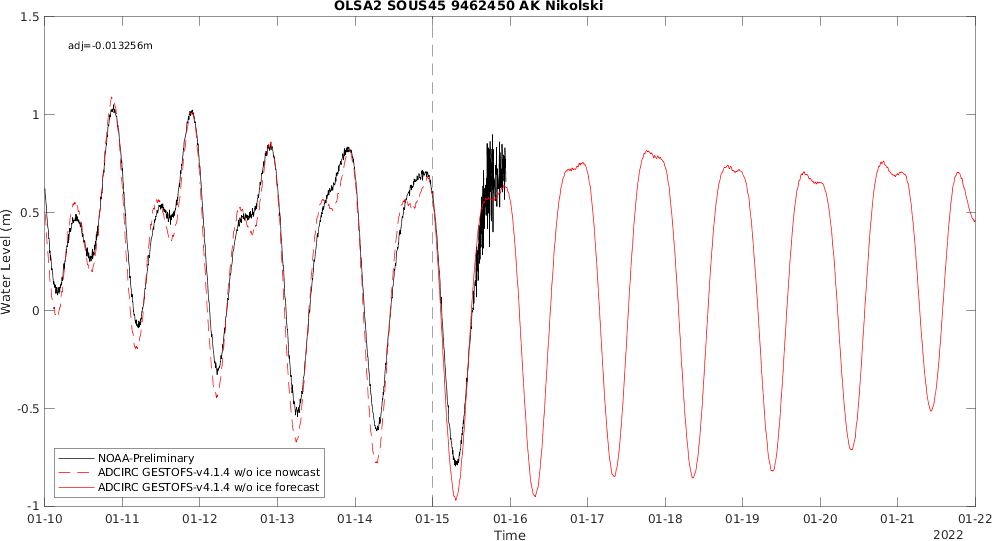 OLSA2 SOUS45 9462450 AK Nikolski
adj=-0.013256m
1.5
1
0.5
0
-0.5
-1
Water Level (m)
NOAA-Preliminary
ADCIRC GESTOFS-v4.1.4 w/o ice nowcast
ADCIRC GESTOFS-v4.1.4 w/o ice forecast
01-10 01-11 01-12 01-13 01-14 01-15 01-16 01-17 01-18 01-19 01-20 01-21 01-22
Time
2022